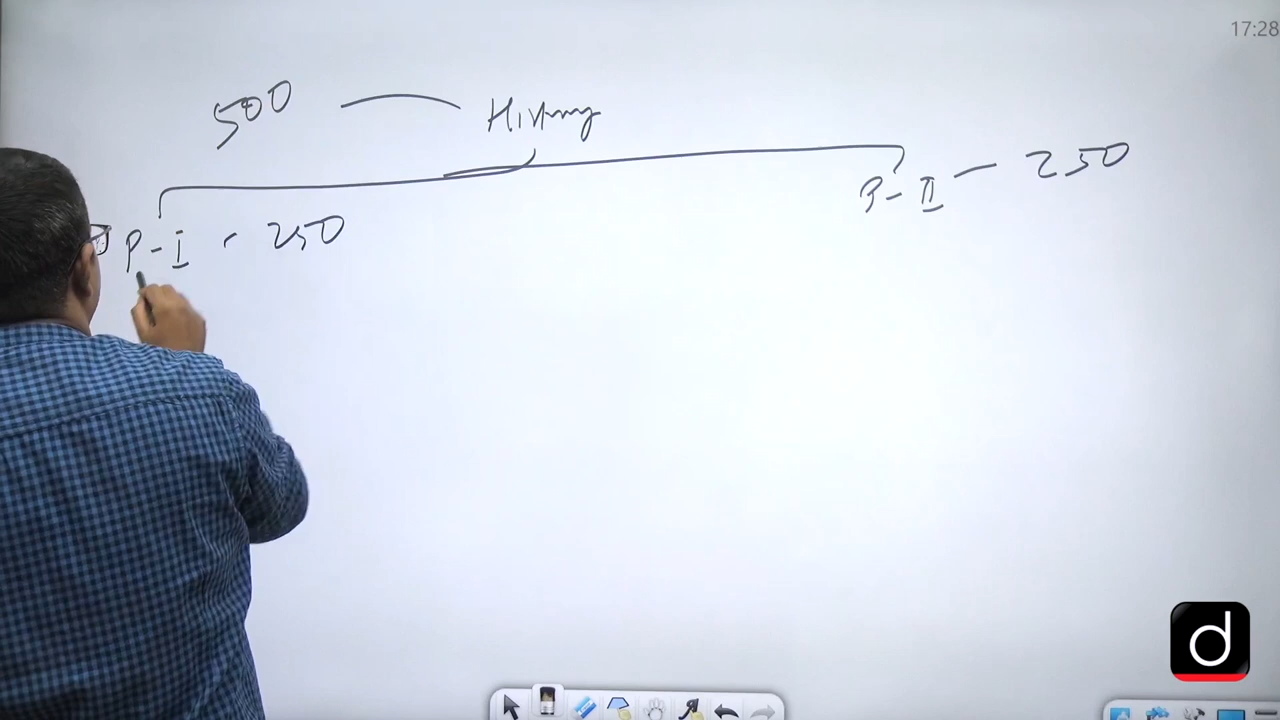 17:28
500 — History
P-II — 250
P-I - 250
d